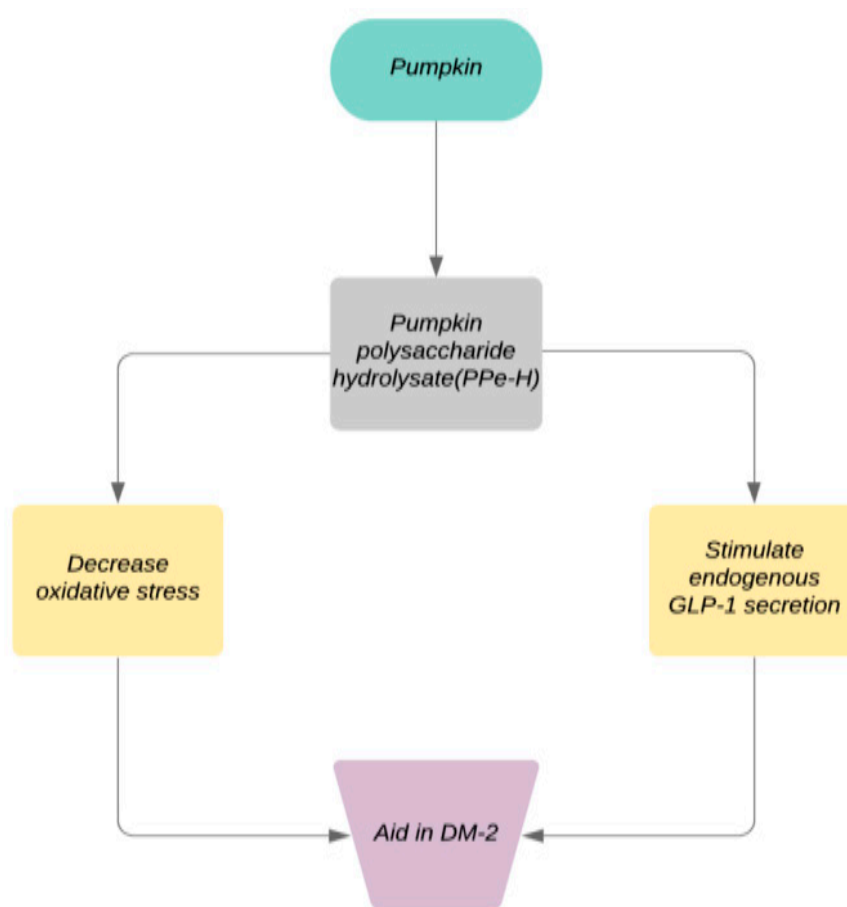 Pumpkin
Pumpkin
polysaccharide
hydrolysate(PPe-H)
Decrease
oxidative stress
Stimulate
endogenous
GLP-1 secretion
Aid in DM-2